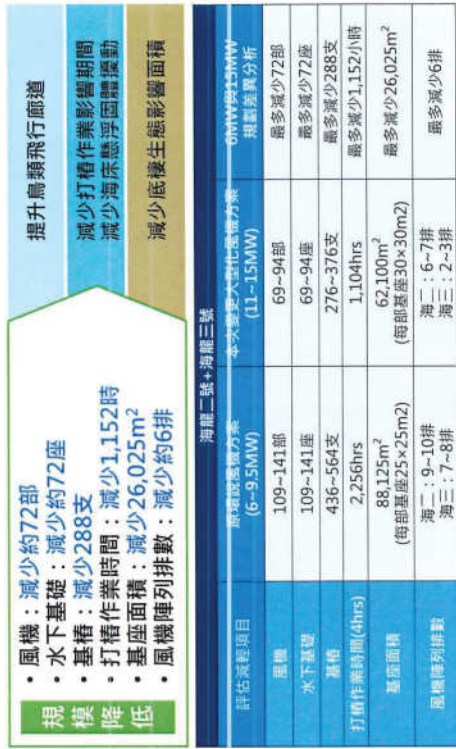 規模降低
• 風機：減少約72部
• 水下基礎：減少約72座
• 基樁：減少288支
• 打樁作業時間：減少1,152時
• 基座面積：減少26,025m²
• 風機陣列排數：減少約6排
提升鳥類飛行廊道
減少打樁作業影響期間
減少海床懸浮固體擾動
減少底棲生態影響面積
海龍二號+海龍三號
評估減輕項目
原環說風機方案
(6~9.5MW)
本次變更大型化風機方案
(11~15MW)
6MW與15MW
規劃差異分析
風機
109~141部
69~94部
最多減少72部
水下基礎
109~141座
69~94座
最多減少72座
基樁
436~564支
276~376支
最多減少288支
打樁作業時間(4hrs)
2,256hrs
1,104hrs
最多減少1,152小時
基座面積
88,125m²
(每部基座25×25m2)
62,100m²
(每部基座30×30m2)
最多減少26,025m²
風機陣列排數
海二：9~10排
海三：7~8排
海二：6~7排
海三：2~3排
最多減少6排